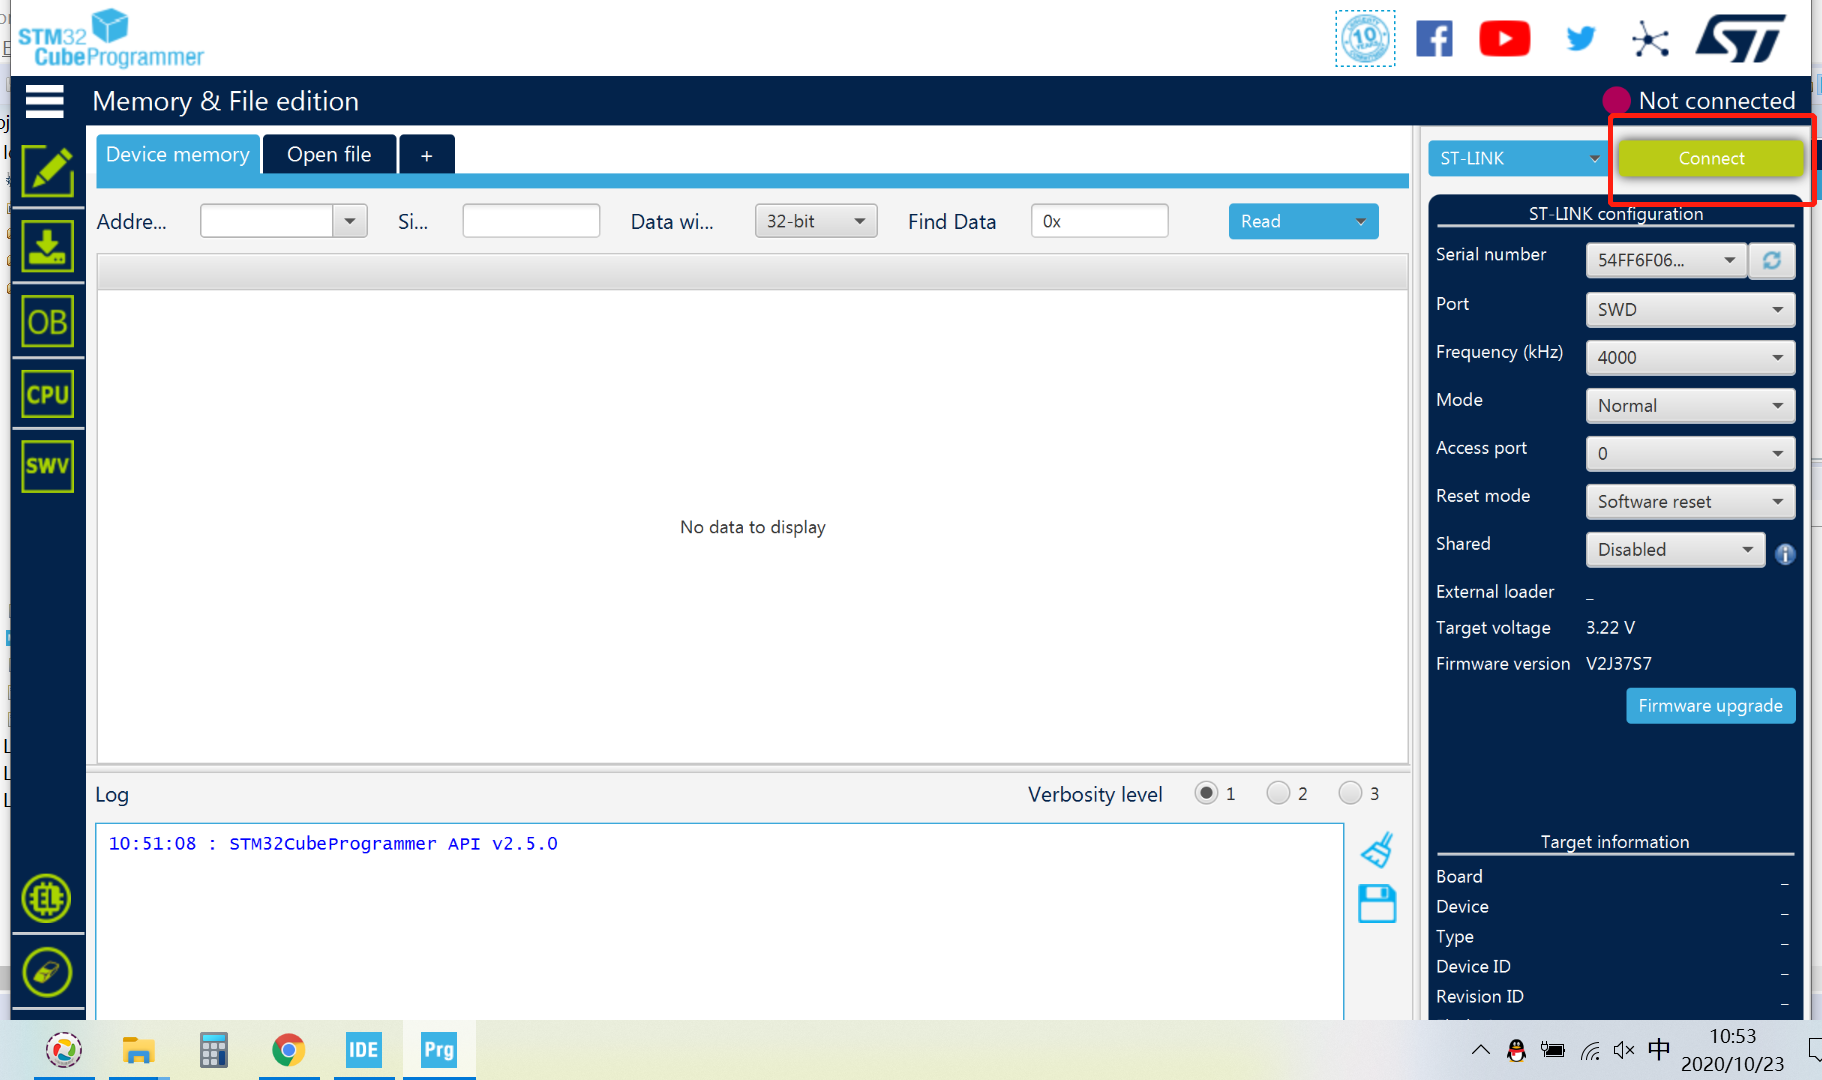 STM32
CubeProgrammer
10
Memory & File edition
Not connected
Device memory
Open file
+
ST-LINK
Connect
Addre...
Si...
Data wi...
32-bit
Find Data
0x
Read
ST-LINK configuration
Serial number
54FF6F06...
Port
SWD
Frequency (kHz)
4000
Mode
Normal
Access port
0
Reset mode
Software reset
Shared
Disabled
External loader
_
Target voltage
3.22 V
Firmware version
V2J37S7
Firmware upgrade
OB
CPU
SWV
No data to display
Log
Verbosity level
1
2
3
10:51:08 : STM32CubeProgrammer API v2.5.0
Target information
Board
_
Device
_
Type
_
Device ID
_
Revision ID
_
EL
IDE
Prg
中
10:53
2020/10/23